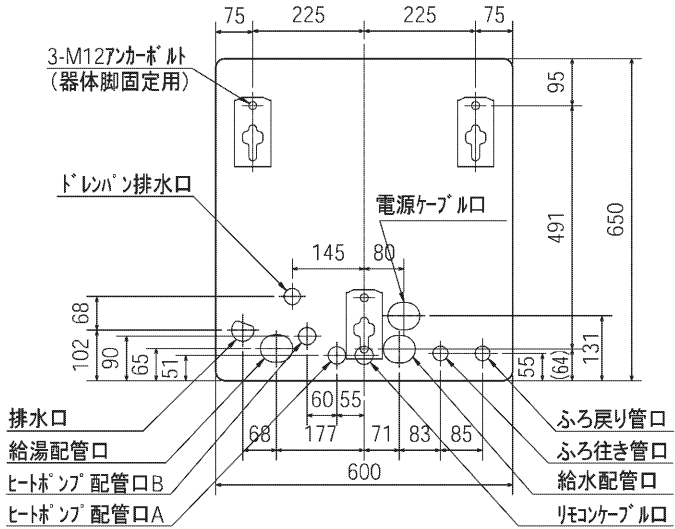 75
225
225
75
3-M12アンカーボルト
(器体脚固定用)
95
ドレンパン排水口
電源ケーブル口
491
650
145
80
68
102
90
65
51
131
55
(64)
60
55
排水口
ふろ戻り管口
給湯配管口
68
177
71
83
85
ふろ往き管口
ヒートポンプ配管口B
600
給水配管口
ヒートポンプ配管口A
リモコンケーブル口